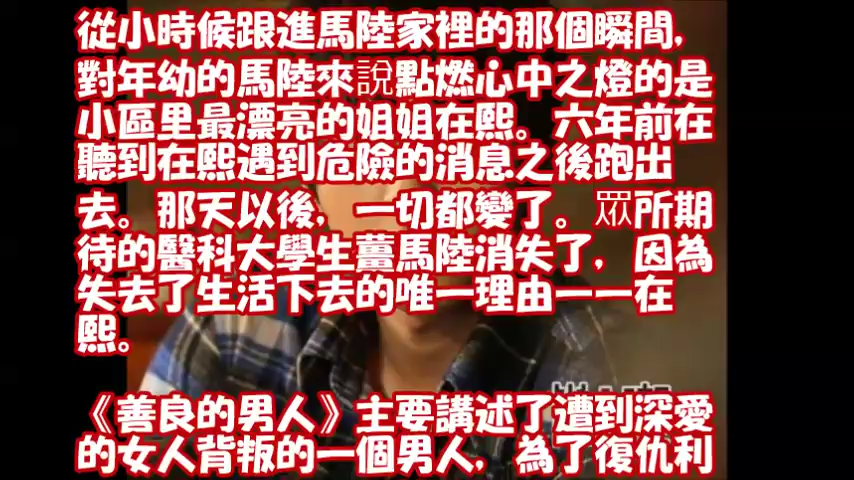 從小時候跟進馬陸家裡的那個瞬間，
對年幼的馬陸來說點燃心中之燈的是
小區里最漂亮的姐姐在熙。六年前在
聽到在熙遇到危險的消息之後跑出
去。那天以後，一切都變了。眾所期
待的醫科大學生薑馬陸消失了，因為
失去了生活下去的唯一理由——在
熙。
《善良的男人》主要講述了遭到深愛
的女人背叛的一個男人，為了復仇利